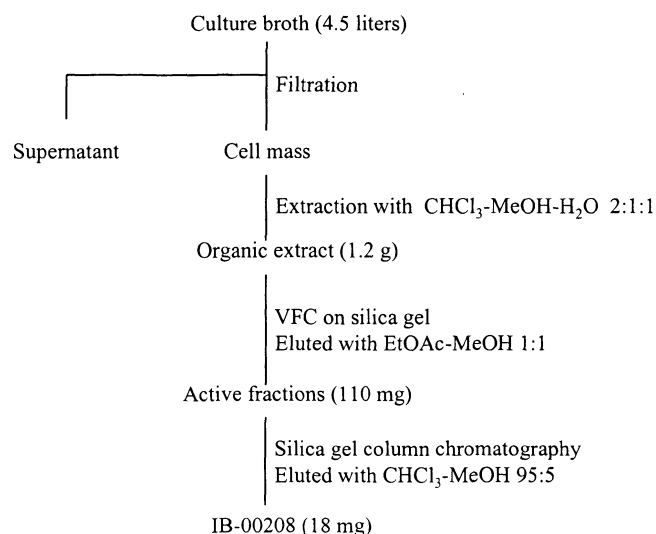 Culture broth (4.5 liters)
Filtration
Supernatant Cell mass
Extraction with CHCl₃-MeOH-H₂O 2:1:1
Organic extract (1.2 g)
VFC on silica gel
Eluted with EtOAc-MeOH 1:1
Active fractions (110 mg)
Silica gel column chromatography
Eluted with CHCl₃-MeOH 95:5
IB-00208 (18 mg)